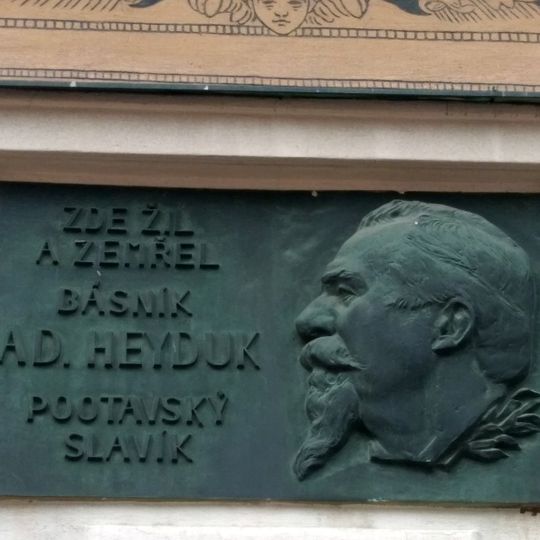 ZDE ŽIL
A ZEMŘEL
BÁSNÍK
AD. HEYDUK
POOTAVSKÝ
SLAVÍK